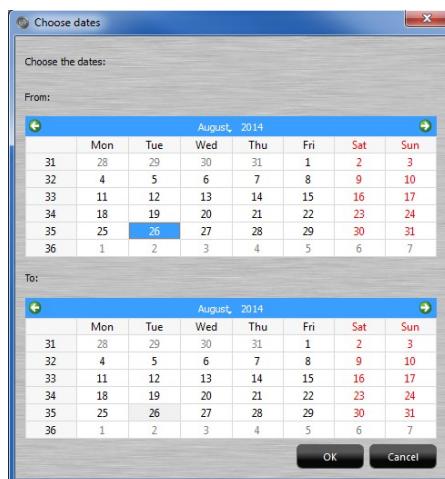 Choose dates
Choose the dates:
From:
August, 2014
Mon Tue Wed Thu Fri Sat Sun
31 28 29 30 31 1 2 3
32 4 5 6 7 8 9 10
33 11 12 13 14 15 16 17
34 18 19 20 21 22 23 24
35 25 26 27 28 29 30 31
36 1 2 3 4 5 6 7
To:
August, 2014
Mon Tue Wed Thu Fri Sat Sun
31 28 29 30 31 1 2 3
32 4 5 6 7 8 9 10
33 11 12 13 14 15 16 17
34 18 19 20 21 22 23 24
35 25 26 27 28 29 30 31
36 1 2 3 4 5 6 7
OK Cancel